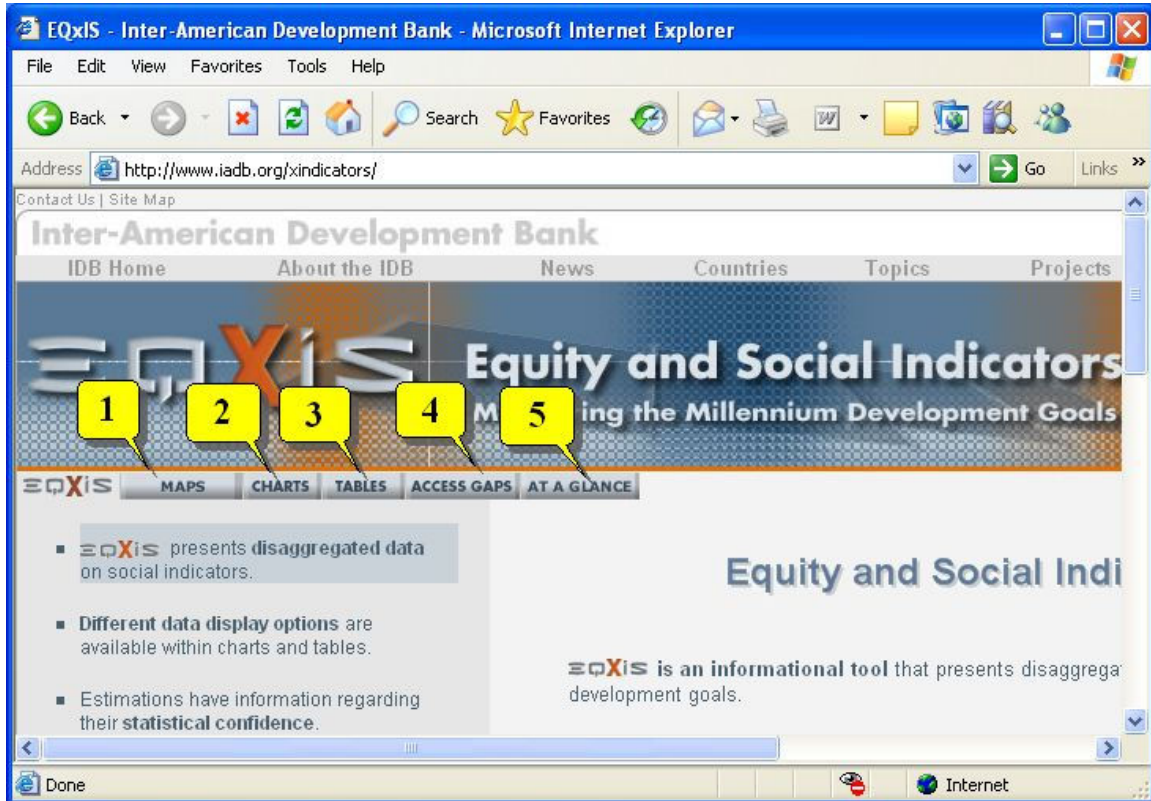 EQxIS - Inter-American Development Bank - Microsoft Internet Explorer
File Edit View Favorites Tools Help
Back Search Favorites
Address http://www.iadb.org/xindicators/ Go Links »
Contact Us | Site Map
Inter-American Development Bank
IDB Home About the IDB News Countries Topics Projects
EQXiS Equity and Social Indicators
ing the Millennium Development Goals
1 2 3 4 5
EQXiS MAPS CHARTS TABLES ACCESS GAPS AT A GLANCE
EQXiS presents disaggregated data
on social indicators.
Different data display options are
available within charts and tables.
Estimations have information regarding
their statistical confidence.
Equity and Social Indi
EQXiS is an informational tool that presents disaggrega
development goals.
Done Internet